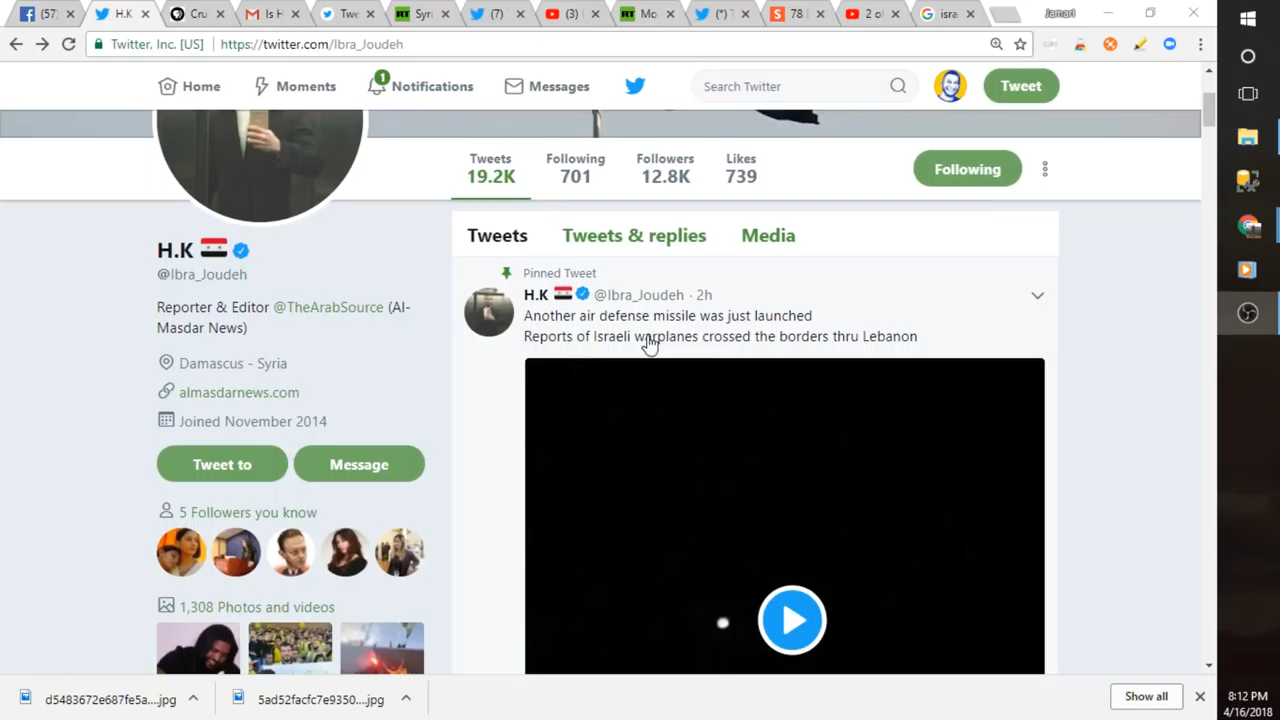 (57)
H.K
Cru
Is H
Twe
Syri
(7)
(3)
Mo
(*) T
78
2 o
isra
Jamarl
Twitter, Inc. [US] https://twitter.com/Ibra_Joudeh
Home
Moments
1
Notifications
Messages
Search Twitter
Tweet
Tweets
19.2K
Following
701
Followers
12.8K
Likes
739
Following
H.K
@Ibra_Joudeh
Reporter & Editor @TheArabSource (Al-
Masdar News)
Damascus - Syria
almasdarnews.com
Joined November 2014
Tweet to
Message
5 Followers you know
1,308 Photos and videos
Tweets Tweets & replies Media
Pinned Tweet
H.K @Ibra_Joudeh · 2h
Another air defense missile was just launched
Reports of Israeli warplanes crossed the borders thru Lebanon
d5483672e687fe5a....jpg
5ad52facfc7e9350....jpg
Show all
8:12 PM
4/16/2018